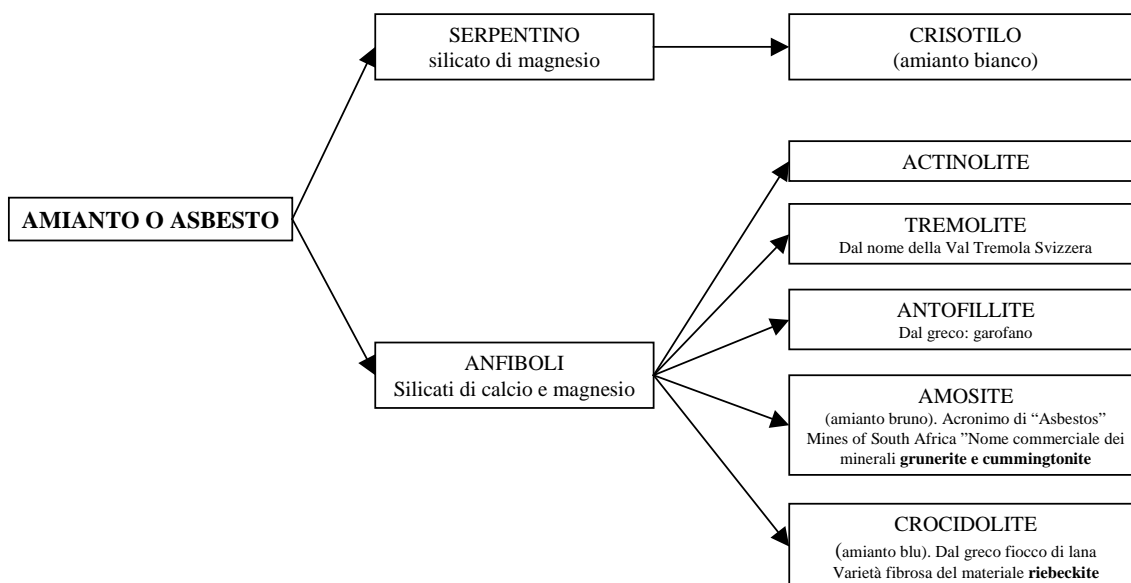 SERPENTINO
silicato di magnesio
CRISOTILO
(amianto bianco)
ACTINOLITE
AMIANTO O ASBESTO
TREMOLITE
Dal nome della Val Tremola Svizzera
ANTOFILLITE
Dal greco: garofano
ANFIBOLI
Silicati di calcio e magnesio
AMOSITE
(amianto bruno). Acronimo di “Asbestos”
Mines of South Africa ”Nome commerciale dei
minerali grunerite e cummingtonite
CROCIDOLITE
(amianto blu). Dal greco fiocco di lana
Varietà fibrosa del materiale riebeckite